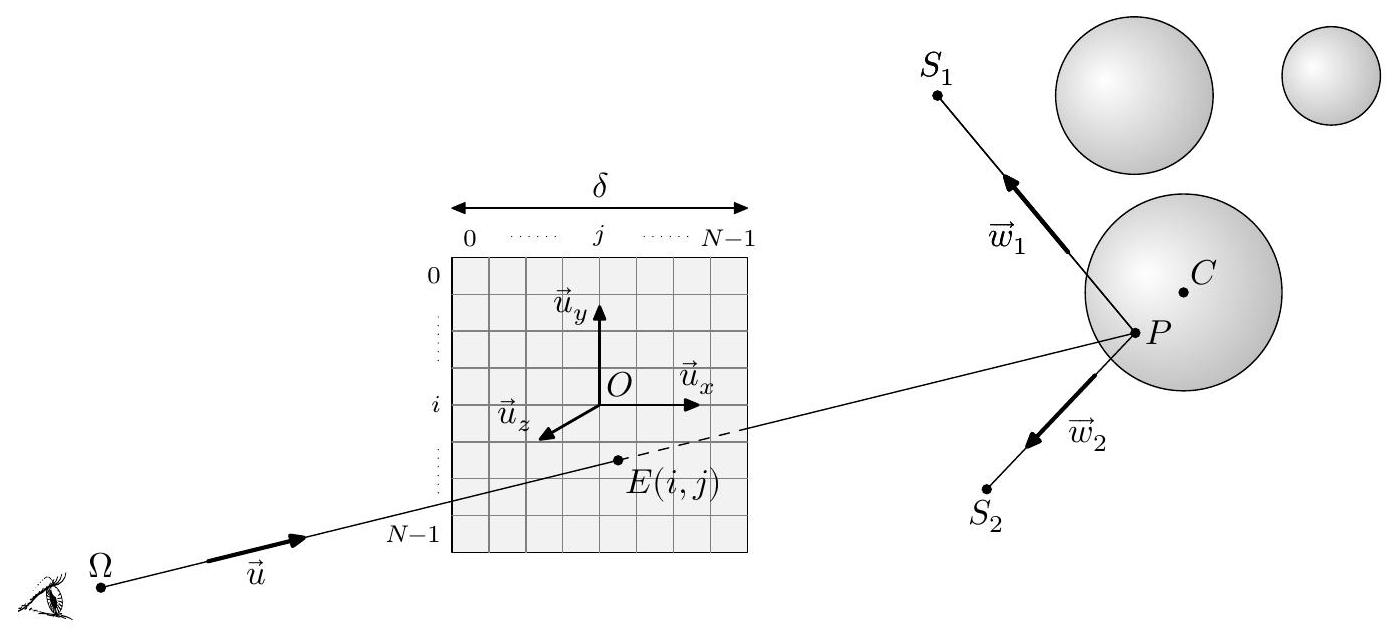 S₁
δ
0 ........ j ........ N−1
0
u⃗y
C
w⃗₁
P
O
u⃗x
i
u⃗z
w⃗₂
E(i, j)
S₂
N−1
Ω
u⃗